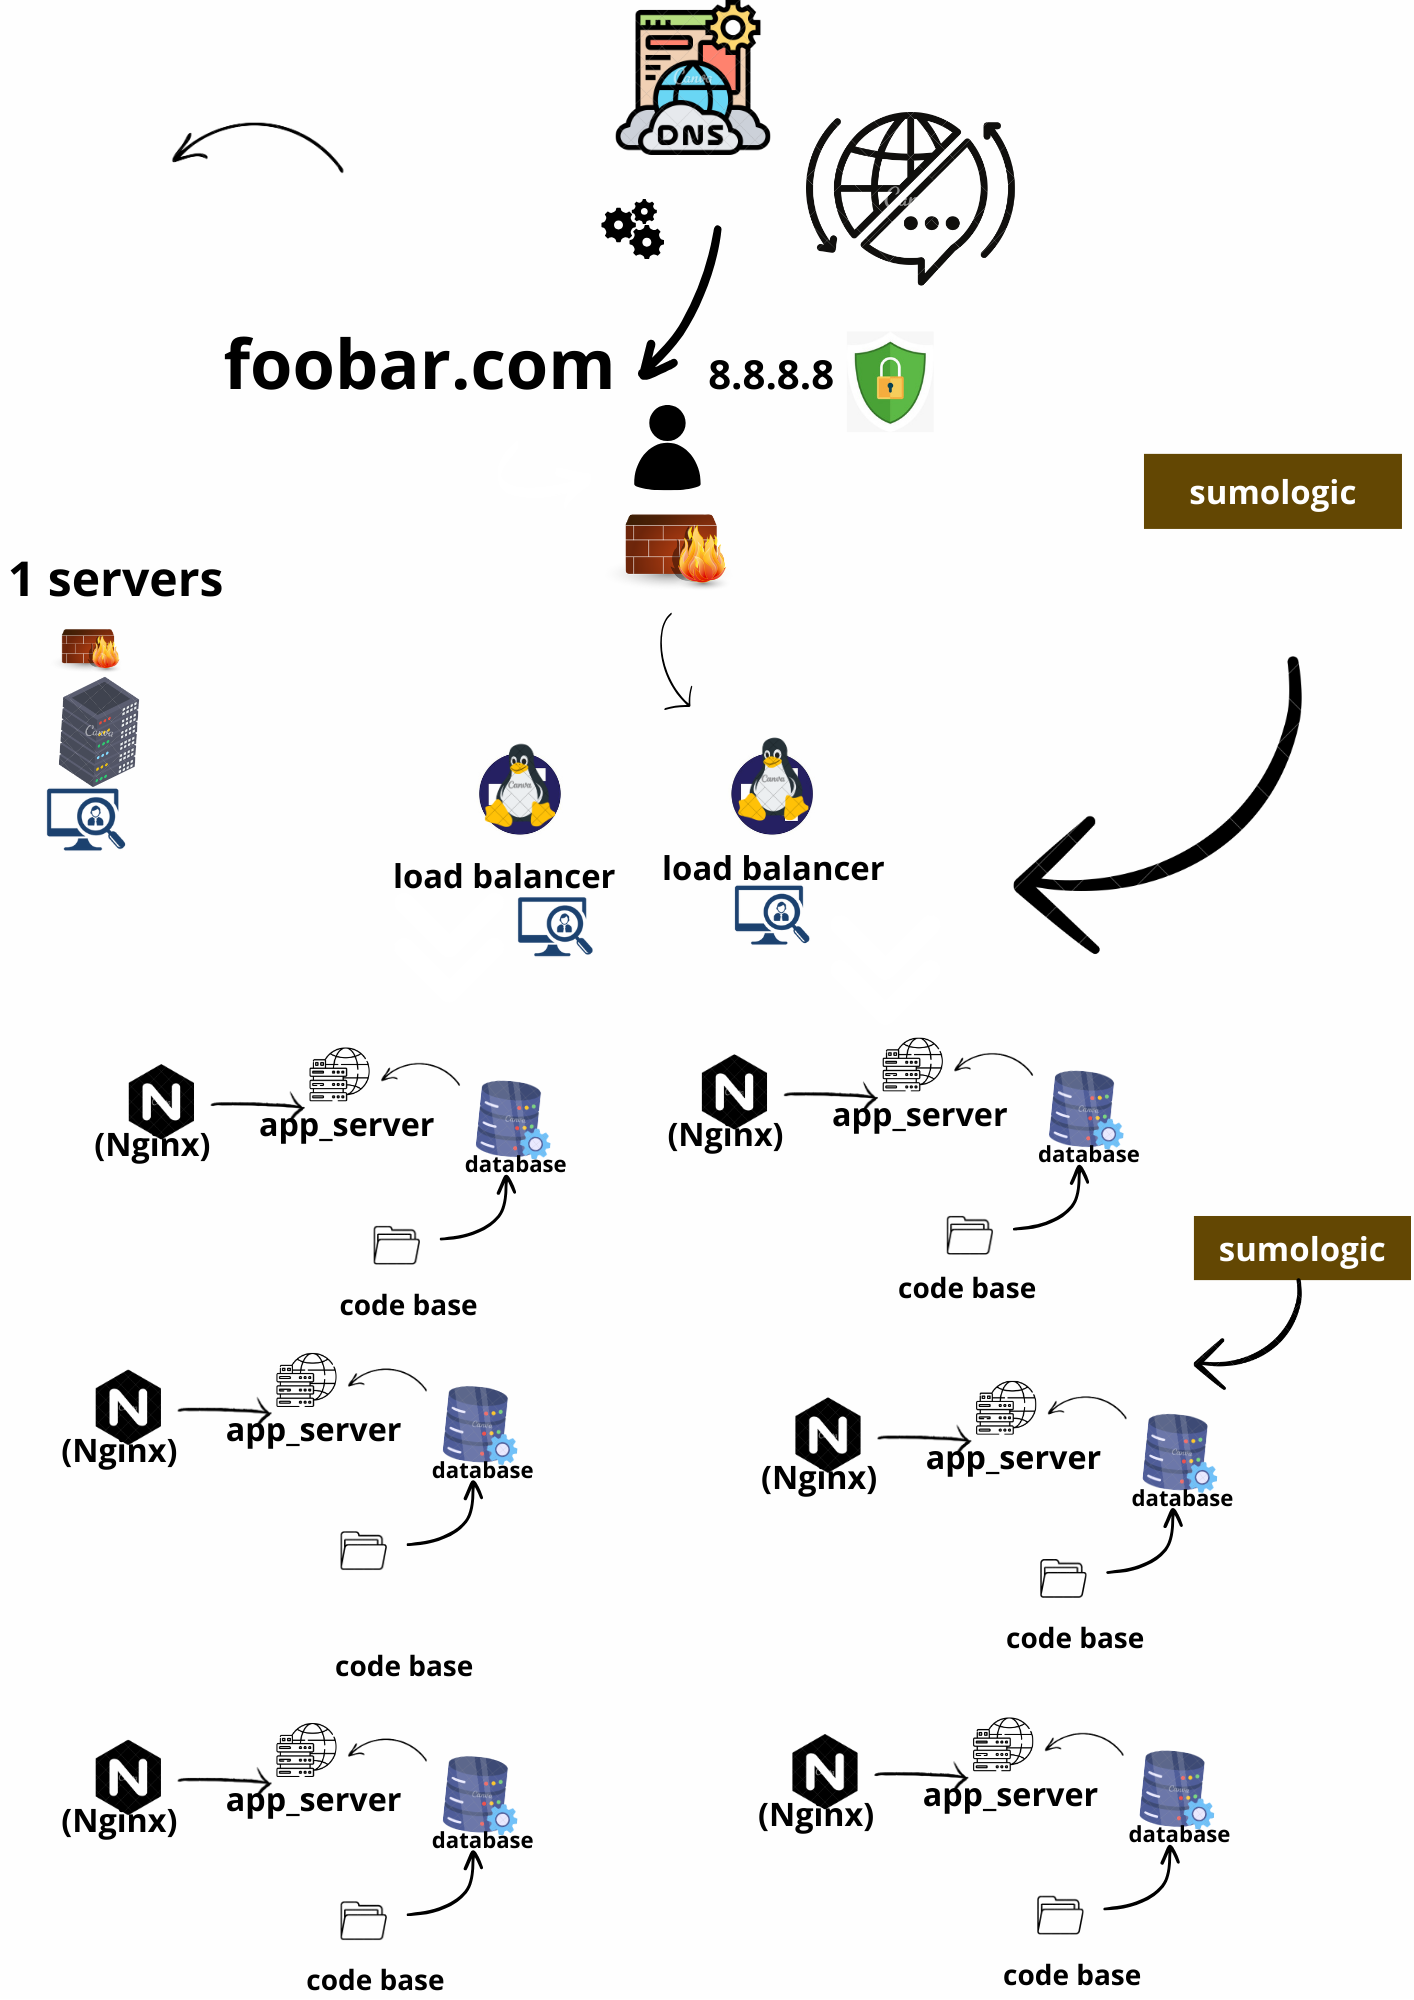 DNS
foobar.com
8.8.8.8
sumologic
1 servers
load balancer
load balancer
N
(Nginx)
app_server
database
code base
N
(Nginx)
app_server
database
code base
sumologic
N
(Nginx)
app_server
database
code base
N
(Nginx)
app_server
database
code base
N
(Nginx)
app_server
database
code base
N
(Nginx)
app_server
database
code base